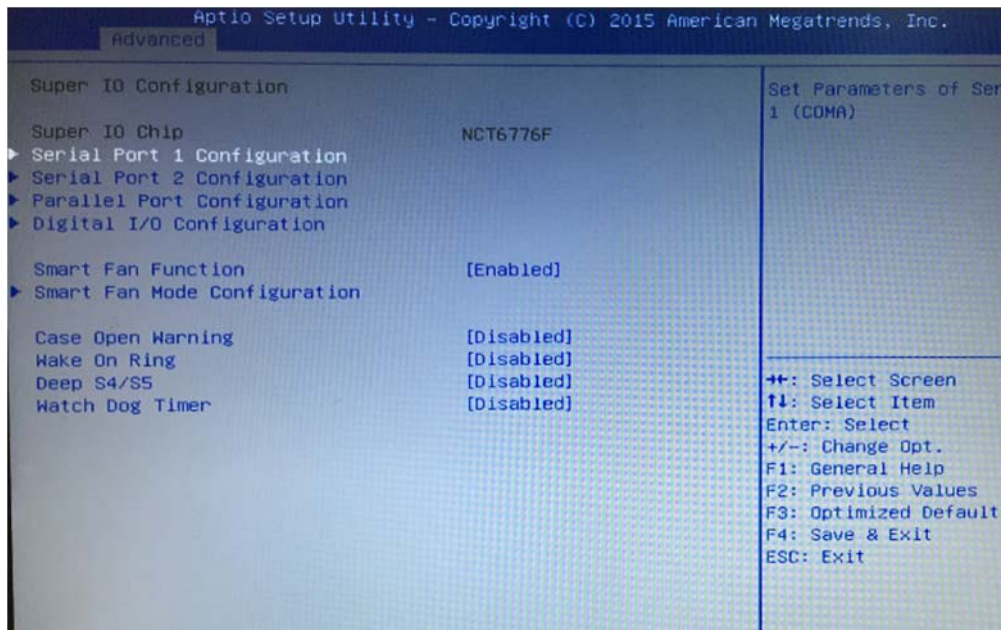 Aptio Setup Utility - Copyright (C) 2015 American Megatrends, Inc.
Advanced
Super IO Configuration
Super IO Chip NCT6776F
Serial Port 1 Configuration
Serial Port 2 Configuration
Parallel Port Configuration
Digital I/O Configuration
Smart Fan Function [Enabled]
Smart Fan Mode Configuration
Case Open Warning [Disabled]
Wake On Ring [Disabled]
Deep S4/S5 [Disabled]
Watch Dog Timer [Disabled]
Set Parameters of Ser
1 (COMA)
→←: Select Screen
↑↓: Select Item
Enter: Select
+/-: Change Opt.
F1: General Help
F2: Previous Values
F3: Optimized Default
F4: Save & Exit
ESC: Exit